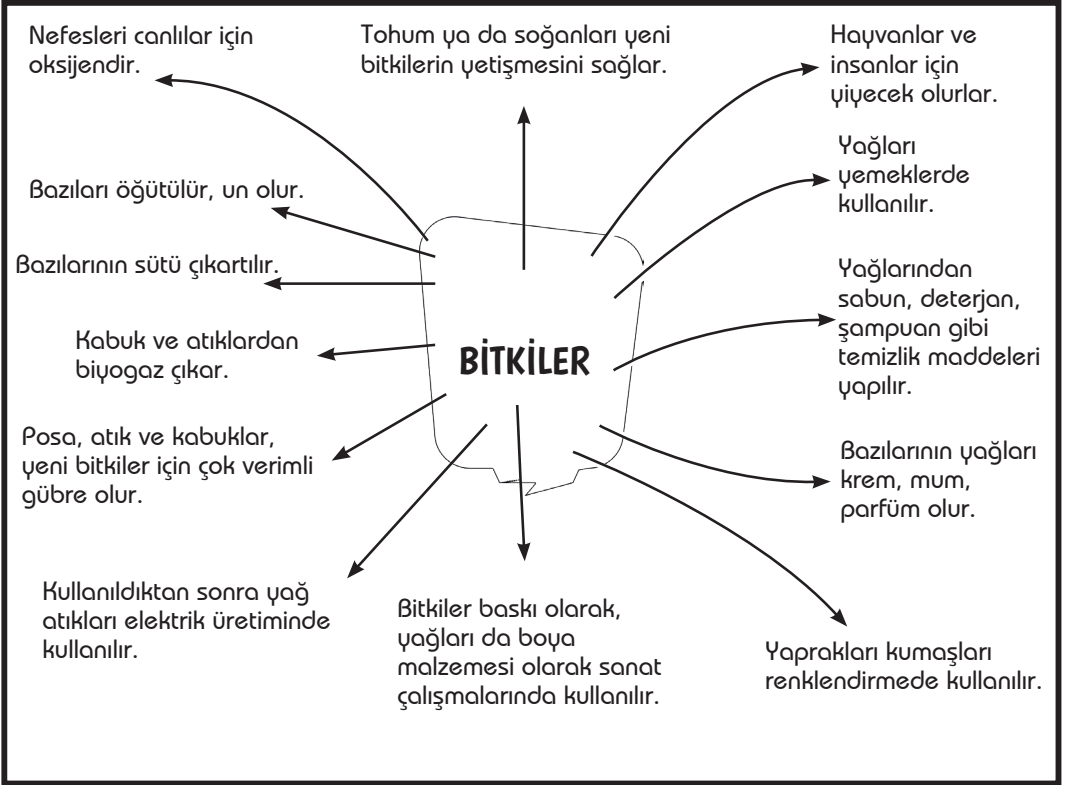 Nefesleri canlılar için
oksijendir.
Tohum ya da soğanları yeni
bitkilerin yetişmesini sağlar.
Hayvanlar ve
insanlar için
yiyecek olurlar.
Yağları
yemeklerde
kullanılır.
Bazıları öğütülür, un olur.
Bazılarının sütü çıkartılır.
Yağlarından
sabun, deterjan,
şampuan gibi
temizlik maddeleri
yapılır.
Kabuk ve atıklardan
biyogaz çıkar.
BİTKİLER
Posa, atık ve kabuklar,
yeni bitkiler için çok verimli
gübre olur.
Bazılarının yağları
krem, mum,
parfüm olur.
Kullanıldıktan sonra yağ
atıkları elektrik üretiminde
kullanılır.
Bitkiler baskı olarak,
yağları da boya
malzemesi olarak sanat
çalışmalarında kullanılır.
Yaprakları kumaşları
renklendirmede kullanılır.